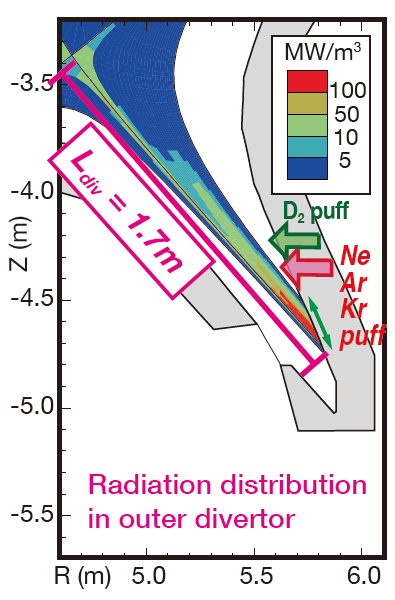 MW/m³
100
50
10
5
-3.5
-4.0
-4.5
-5.0
-5.5
Z (m)
L_div = 1.7m
D₂ puff
Ne
Ar
Kr
puff
Radiation distribution
in outer divertor
R (m) 5.0 5.5 6.0